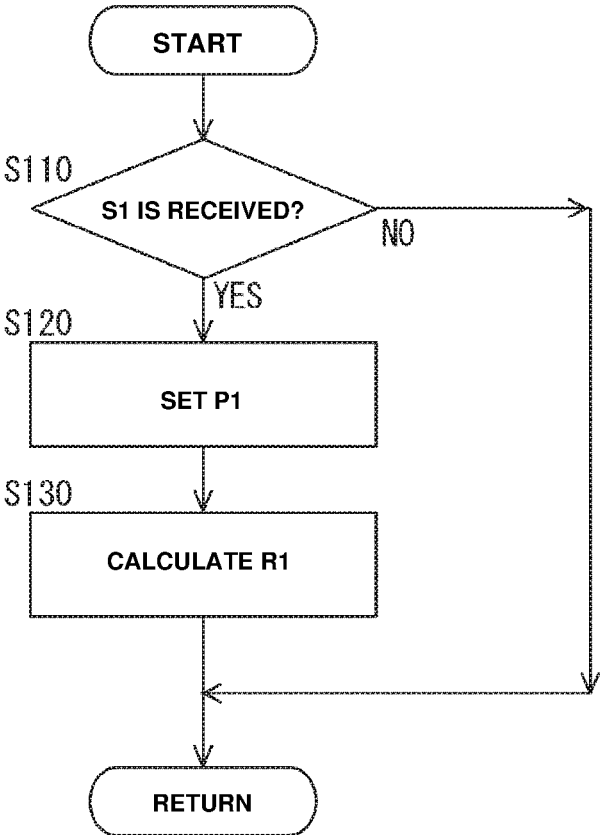 START
S110
S1 IS RECEIVED?
NO
YES
S120
SET P1
S130
CALCULATE R1
RETURN